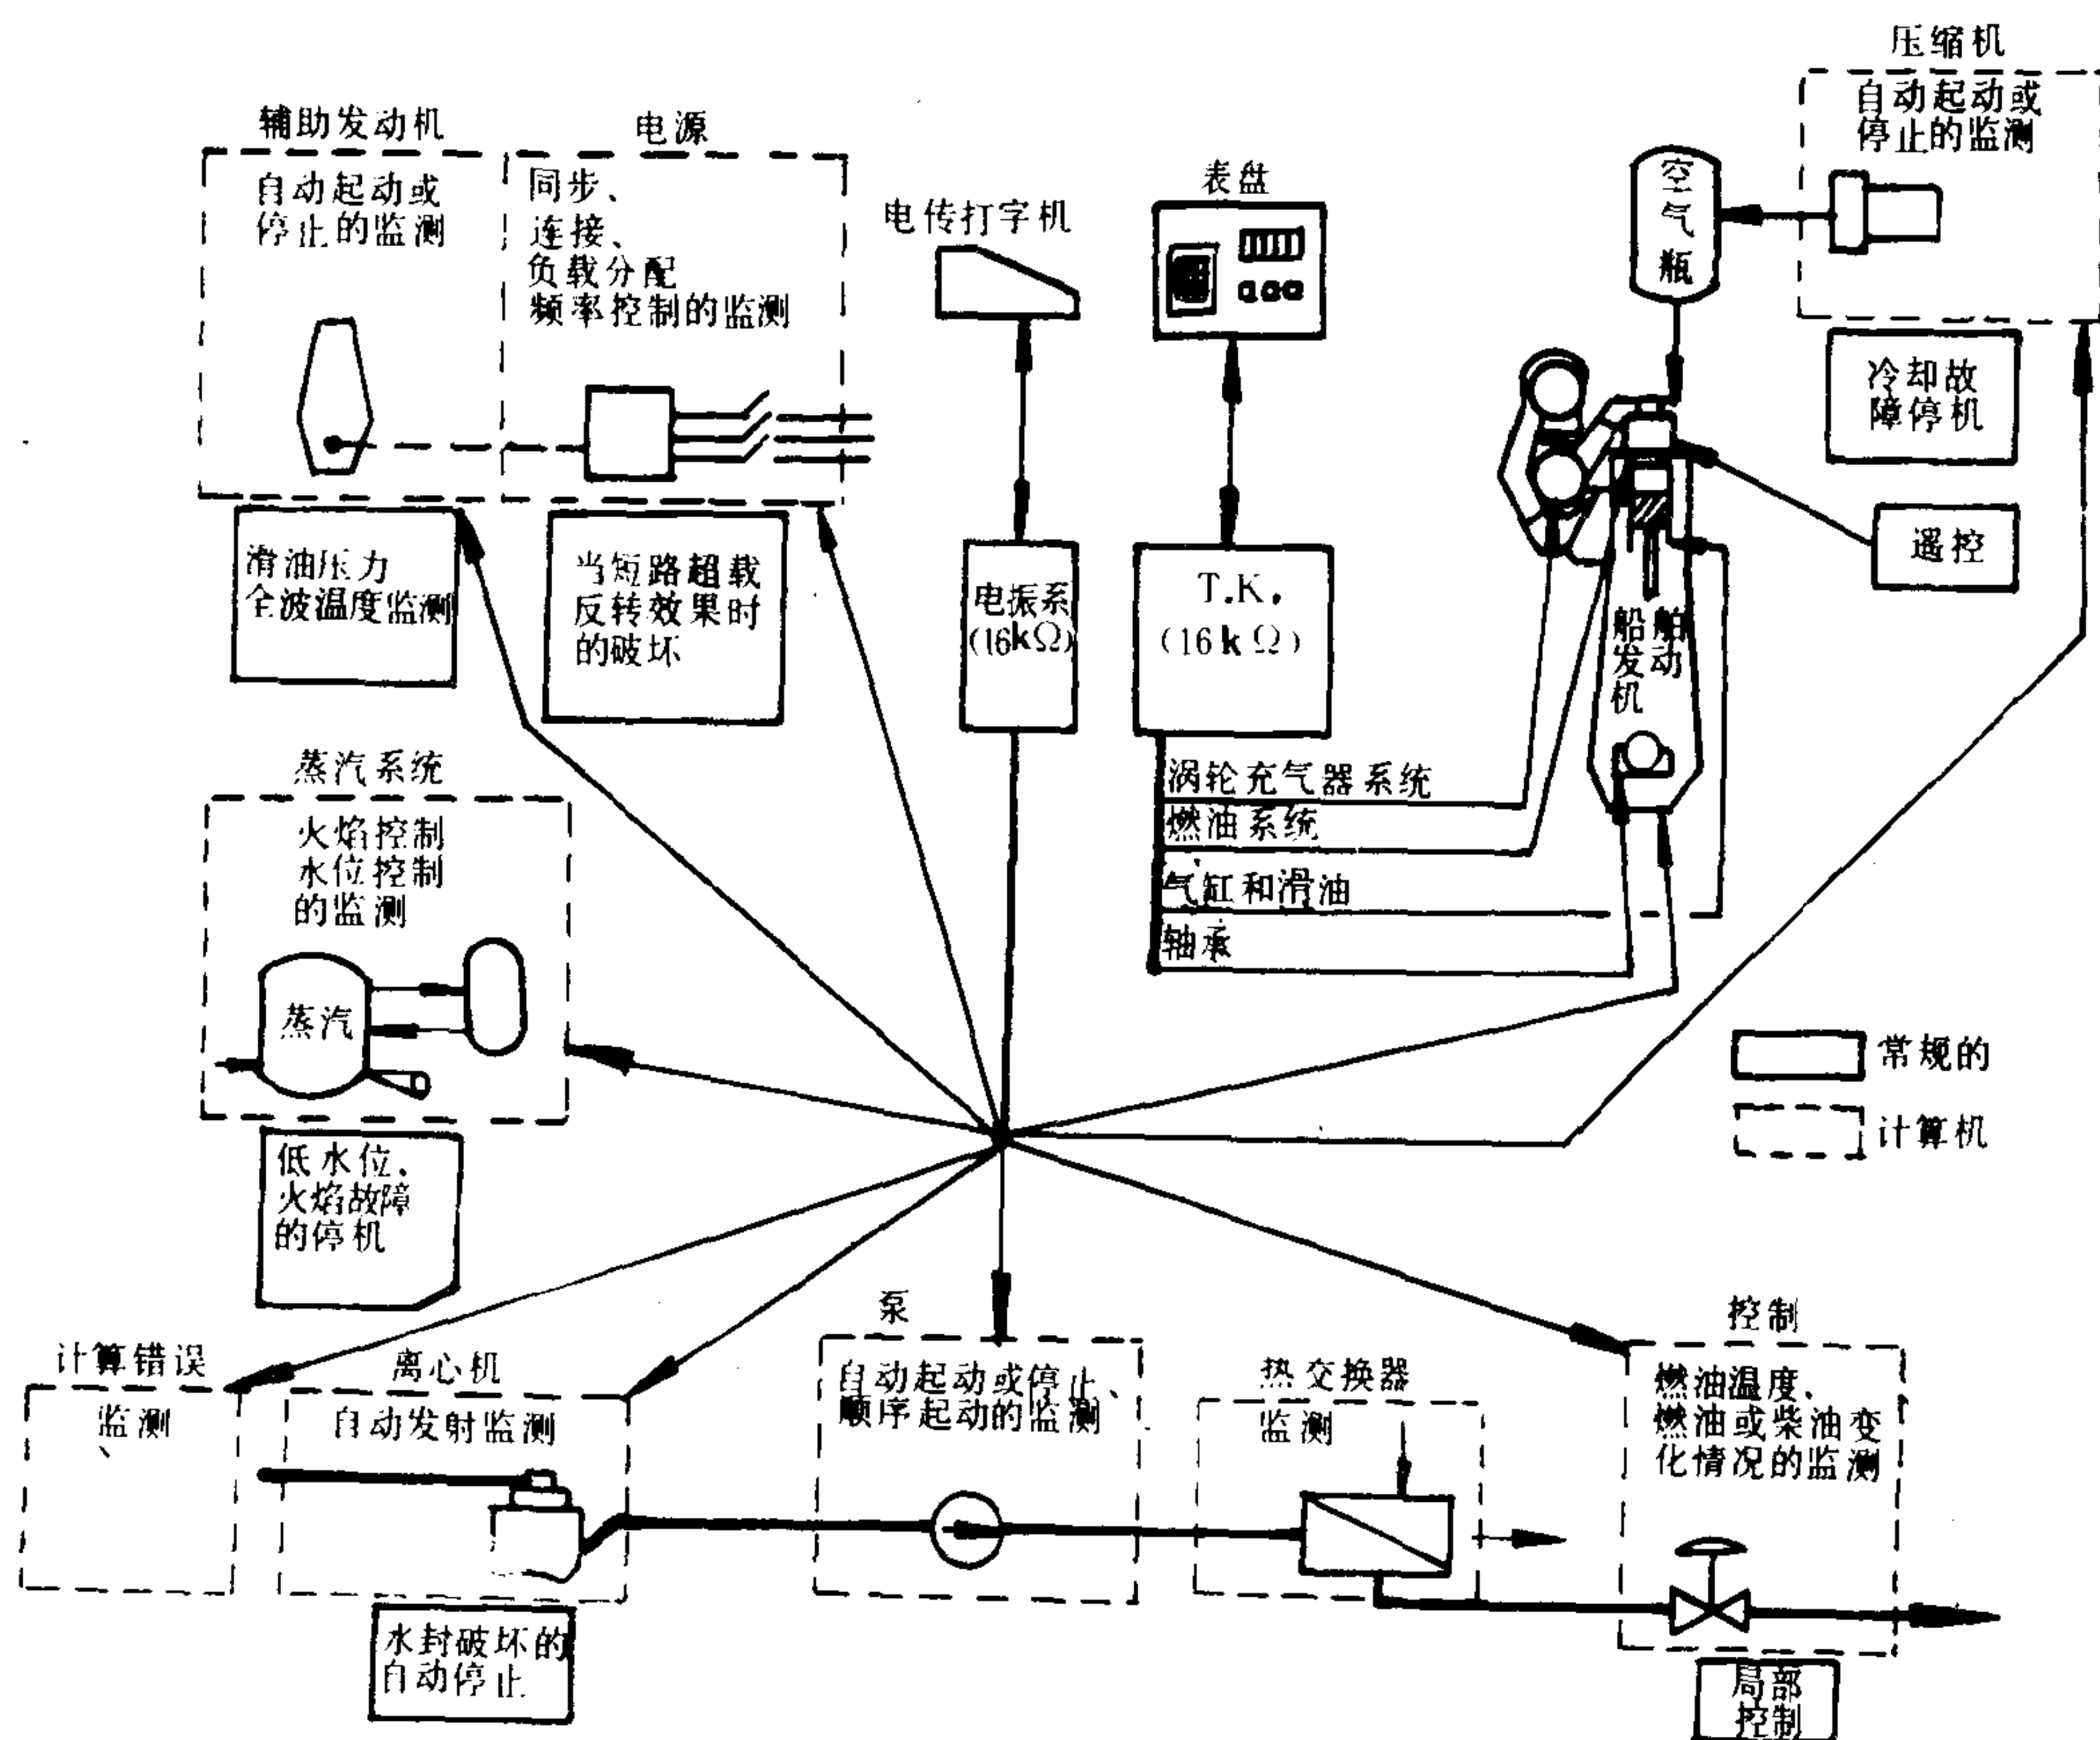 压缩机
自动起动或
停止的监测
辅助发动机
电源
自动起动或
停止的监测
同步、
连接、
负载分配
频率控制的监测
电传打字机
表盘
空
气
瓶
冷却故
障停机
遥控
滑油压力
全波温度监测
当短路超载
反转效果时
的破坏
电振系
(16kΩ)
T.K.
(16kΩ)
船舶
发动
机
涡轮充气器系统
燃油系统
气缸和滑油
轴承
蒸汽系统
火焰控制
水位控制
的监测
蒸汽
常规的
计算机
低水位、
火焰故障
的停机
计算错误
监测
离心机
自动发射监测
泵
自动起动或停止、
顺序起动的监测
热交换器
监测
控制
燃油温度、
燃油或柴油变
化情况的监测
水封破坏的
自动停止
局部
控制